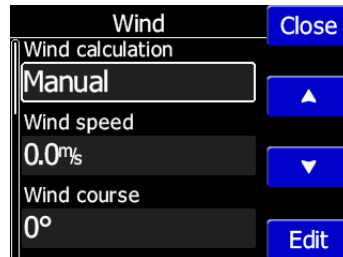 Wind
Close
Wind calculation
Manual
Wind speed
0.0m/s
Wind course
0°
Edit